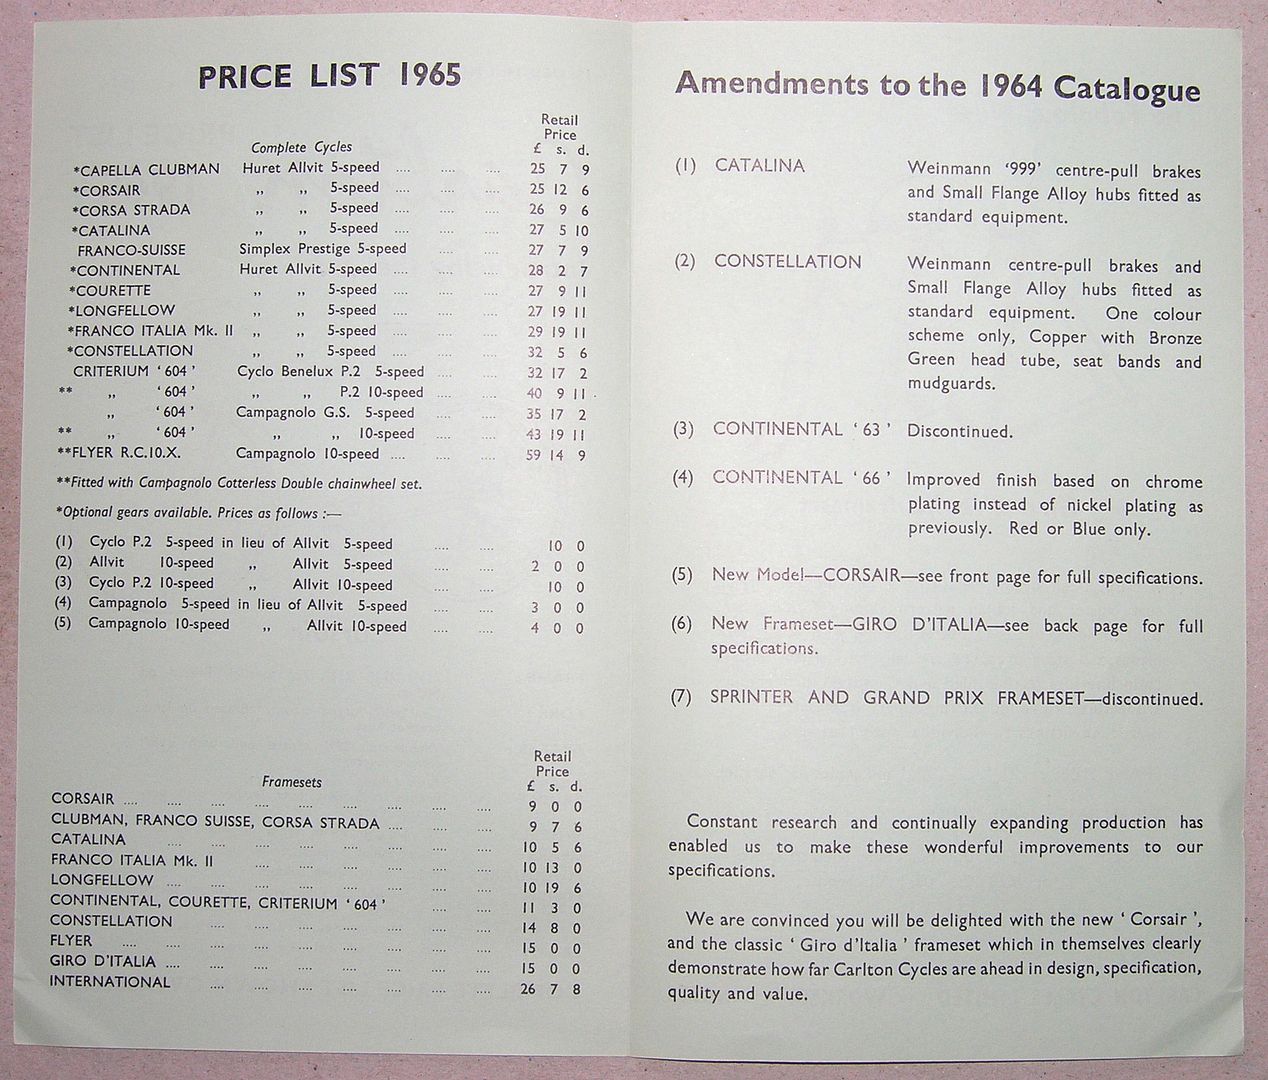 PRICE LIST 1965
Retail
Price
Complete Cycles £ s. d.
*CAPELLA CLUBMAN Huret Allvit 5-speed .... .... .... 25 7 9
*CORSAIR ,, ,, 5-speed .... .... .... 25 12 6
*CORSA STRADA ,, ,, 5-speed .... .... .... 26 9 6
*CATALINA ,, ,, 5-speed .... .... .... 27 5 10
FRANCO-SUISSE Simplex Prestige 5-speed .... .... 27 7 9
*CONTINENTAL Huret Allvit 5-speed .... .... .... 28 2 7
*COURETTE ,, ,, 5-speed .... .... .... 27 9 11
*LONGFELLOW ,, ,, 5-speed .... .... .... 27 19 11
*FRANCO ITALIA Mk. II ,, ,, 5-speed .... .... .... 29 19 11
*CONSTELLATION ,, ,, 5-speed .... .... .... 32 5 6
CRITERIUM ‘604’ Cyclo Benelux P.2 5-speed .... .... 32 17 2
** ,, ‘604’ ,, ,, P.2 10-speed .... .... 40 9 11
,, ‘604’ Campagnolo G.S. 5-speed .... .... 35 17 2
** ,, ‘604’ ,, ,, 10-speed .... .... 43 19 11
**FLYER R.C.10.X. Campagnolo 10-speed .... .... .... 59 14 9
**Fitted with Campagnolo Cotterless Double chainwheel set.
*Optional gears available. Prices as follows :—
(1) Cyclo P.2 5-speed in lieu of Allvit 5-speed .... .... 10 0
(2) Allvit 10-speed ,, Allvit 5-speed .... .... 2 0 0
(3) Cyclo P.2 10-speed ,, Allvit 10-speed .... .... 10 0
(4) Campagnolo 5-speed in lieu of Allvit 5-speed .... .... 3 0 0
(5) Campagnolo 10-speed ,, Allvit 10-speed .... .... 4 0 0
Retail
Price
Framesets £ s. d.
CORSAIR .... .... .... .... .... .... .... .... .... 9 0 0
CLUBMAN, FRANCO SUISSE, CORSA STRADA .... .... .... 9 7 6
CATALINA .... .... .... .... .... .... .... .... 10 5 6
FRANCO ITALIA Mk. II .... .... .... .... .... .... 10 13 0
LONGFELLOW .... .... .... .... .... .... .... .... 10 19 6
CONTINENTAL, COURETTE, CRITERIUM ‘604’ .... .... 11 3 0
CONSTELLATION .... .... .... .... .... .... .... 14 8 0
FLYER .... .... .... .... .... .... .... .... .... 15 0 0
GIRO D'ITALIA .... .... .... .... .... .... .... .... 15 0 0
INTERNATIONAL .... .... .... .... .... .... .... 26 7 8
Amendments to the 1964 Catalogue
(1) CATALINA Weinmann ‘999’ centre-pull brakes
and Small Flange Alloy hubs fitted as
standard equipment.
(2) CONSTELLATION Weinmann centre-pull brakes and
Small Flange Alloy hubs fitted as
standard equipment. One colour
scheme only, Copper with Bronze
Green head tube, seat bands and
mudguards.
(3) CONTINENTAL ‘63’ Discontinued.
(4) CONTINENTAL ‘66’ Improved finish based on chrome
plating instead of nickel plating as
previously. Red or Blue only.
(5) New Model—CORSAIR—see front page for full specifications.
(6) New Frameset—GIRO D'ITALIA—see back page for full
specifications.
(7) SPRINTER AND GRAND PRIX FRAMESET—discontinued.
Constant research and continually expanding production has
enabled us to make these wonderful improvements to our
specifications.
We are convinced you will be delighted with the new ‘Corsair’,
and the classic ‘Giro d'Italia’ frameset which in themselves clearly
demonstrate how far Carlton Cycles are ahead in design, specification,
quality and value.